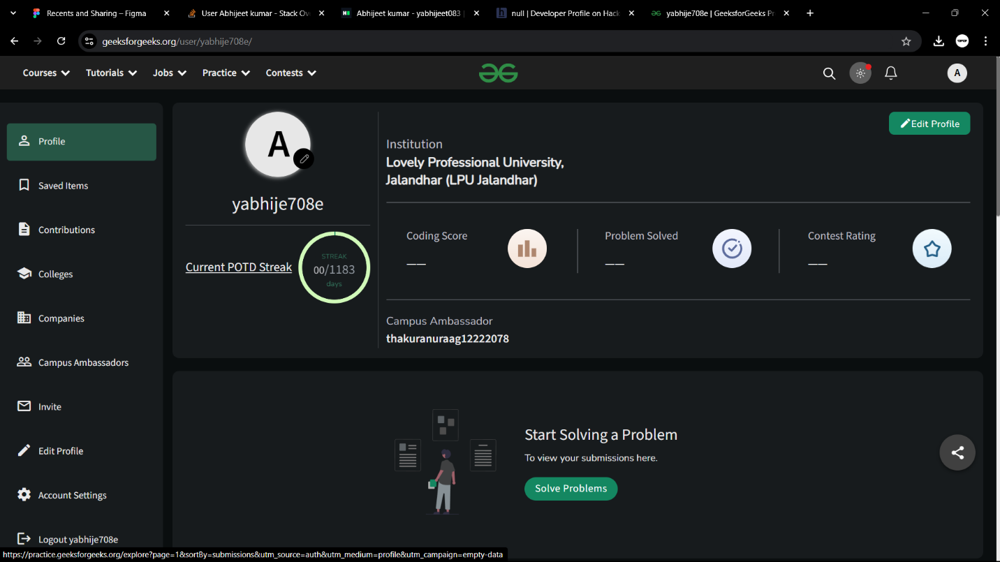 Recents and Sharing – Figma
User Abhijeet kumar - Stack Ov
Abhijeet kumar - yabhijeet083 |
null | Developer Profile on Hack
yabhije708e | GeeksforGeeks Pr
geeksforgeeks.org/user/yabhije708e/
Courses
Tutorials
Jobs
Practice
Contests
A
Profile
Saved Items
Contributions
Colleges
Companies
Campus Ambassadors
Invite
Edit Profile
Account Settings
Logout yabhije708e
A
yabhije708e
Current POTD Streak
STREAK
00/1183
days
Edit Profile
Institution
Lovely Professional University,
Jalandhar (LPU Jalandhar)
Coding Score
__
Problem Solved
__
Contest Rating
__
Campus Ambassador
thakuranuraag12222078
Start Solving a Problem
To view your submissions here.
Solve Problems
https://practice.geeksforgeeks.org/explore?page=1&sortBy=submissions&utm_source=auth&utm_medium=profile&utm_campaign=empty-data